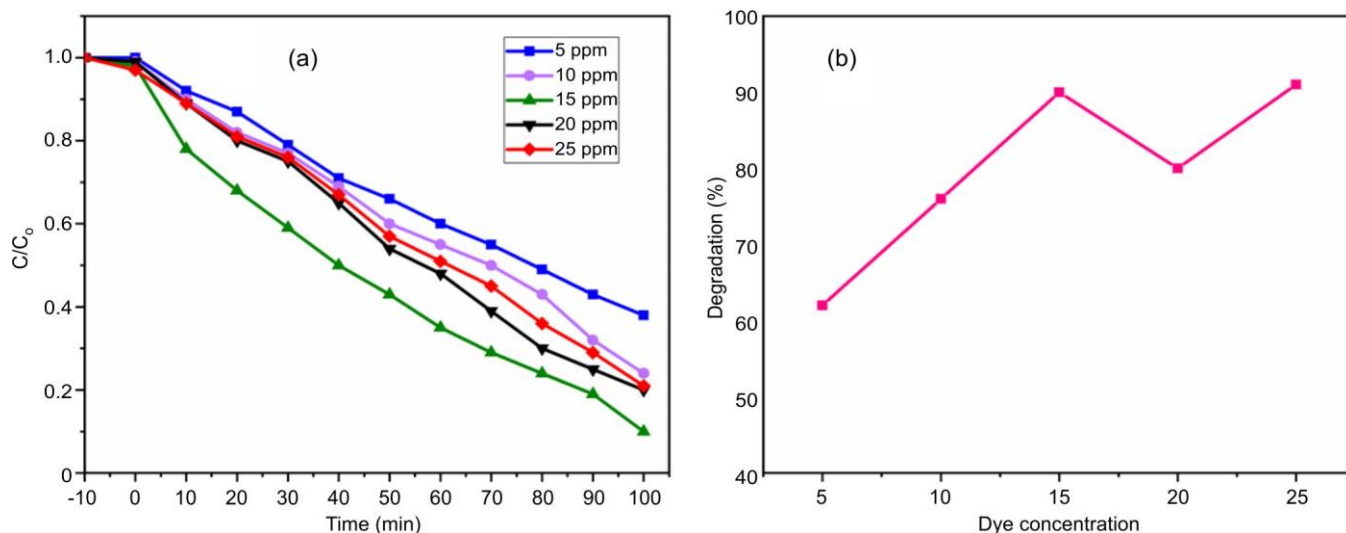 (a)
5 ppm
10 ppm
15 ppm
20 ppm
25 ppm
C/Co
1.0
0.8
0.6
0.4
0.2
0
-10 0 10 20 30 40 50 60 70 80 90 100
Time (min)
(b)
Degradation (%)
100
90
80
70
60
50
40
5 10 15 20 25
Dye concentration